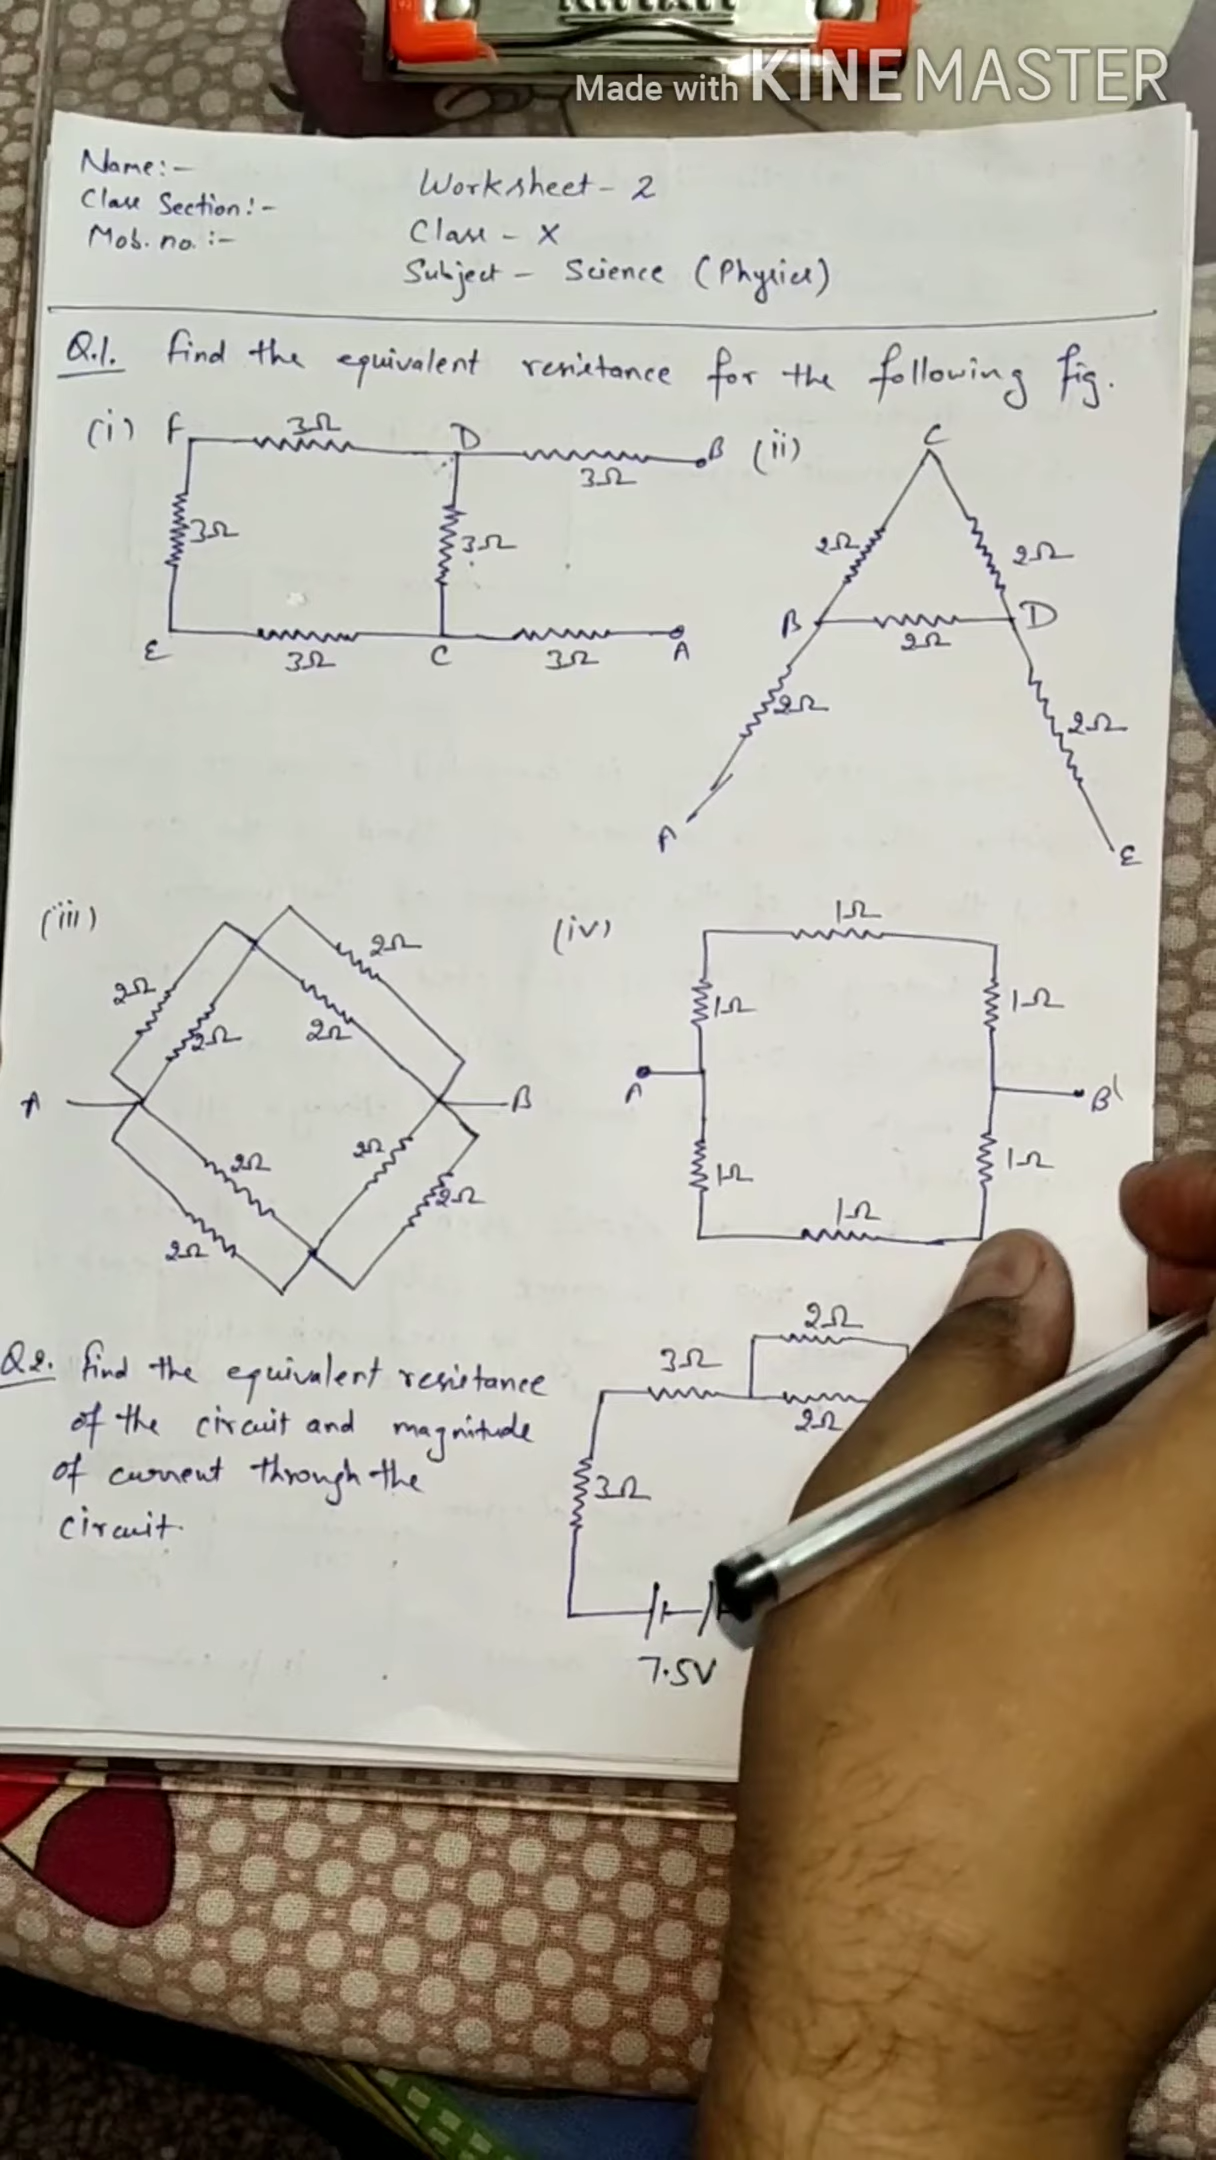 Made with KINEMASTER
Name:-
Class Section:-
Mob. no. :-
Worksheet - 2
Class - X
Subject - Science (Physics)
Q.1. find the equivalent resistance for the following fig.
(i) F 3Ω D B
3Ω
3Ω 3Ω
E 3Ω C 3Ω A
(ii) C
2Ω 2Ω
B 2Ω D
2Ω 2Ω
A E
(iii)
2Ω 2Ω
2Ω 2Ω
A B
2Ω 2Ω
2Ω 2Ω
(iv) 1Ω
1Ω 1Ω
A B
1Ω 1Ω
1Ω
Q2. find the equivalent resistance
of the circuit and magnitude
of current through the
circuit.
2Ω
3Ω
2Ω
3Ω
7.5V